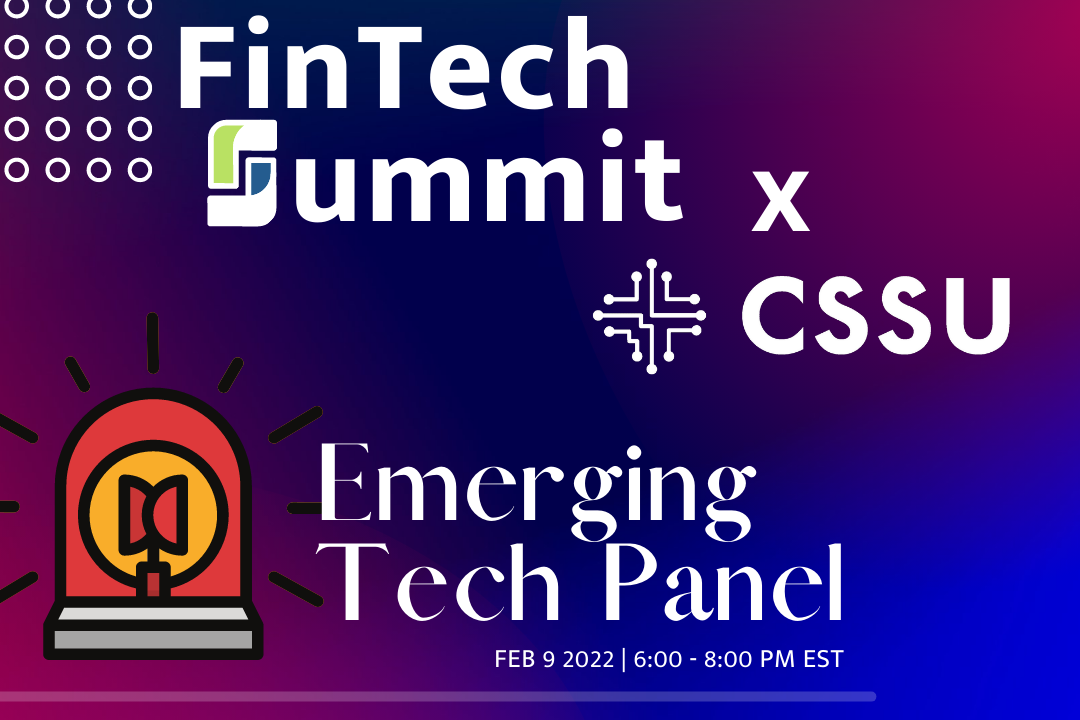 FinTech
Summit
x
CSSU
Emerging
Tech Panel
FEB 9 2022 | 6:00 - 8:00 PM EST